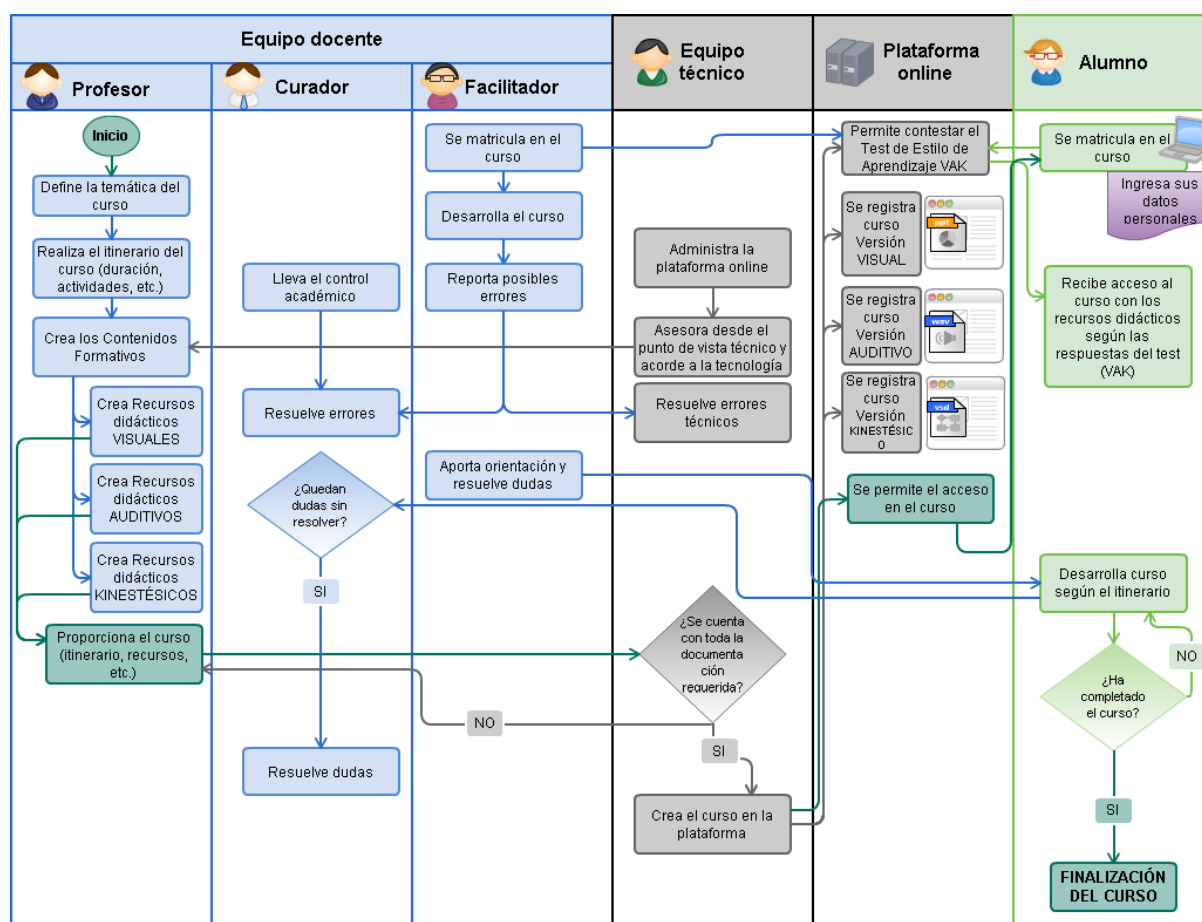 Equipo docente
Profesor
Curador
Facilitador
Equipo
técnico
Plataforma
online
Alumno
Inicio
Define la temática del
curso
Realiza el itinerario del
curso (duración,
actividades, etc.)
Crea los Contenidos
Formativos
Crea Recursos
didácticos
VISUALES
Crea Recursos
didácticos
AUDITIVOS
Crea Recursos
didácticos
KINESTÉSICOS
Proporciona el curso
(itinerario, recursos,
etc.)
Lleva el control
académico
Resuelve errores
¿Quedan
dudas sin
resolver?
SI
Resuelve dudas
Se matricula en el
curso
Desarrolla el curso
Reporta posibles
errores
Aporta orientación y
resuelve dudas
NO
Administra la
plataforma online
Asesora desde el
punto de vista técnico y
acorde a la tecnología
Resuelve errores
técnicos
¿Se cuenta
con toda la
documenta
ción
requerida?
SI
Crea el curso en la
plataforma
Permite contestar el
Test de Estilo de
Aprendizaje VAK
Se registra
curso
Versión
VISUAL
ppt
Se registra
curso
Versión
AUDITIVO
wav
Se registra
curso
Versión
KINESTÉSIC
O
vsd
Se permite el acceso
en el curso
Se matricula en el
curso
Ingresa sus
datos
personales
Recibe acceso al
curso con los
recursos didácticos
según las
respuestas del test
(VAK)
Desarrolla curso
según el itinerario
NO
¿Ha
completado
el curso?
SI
FINALIZACIÓN
DEL CURSO